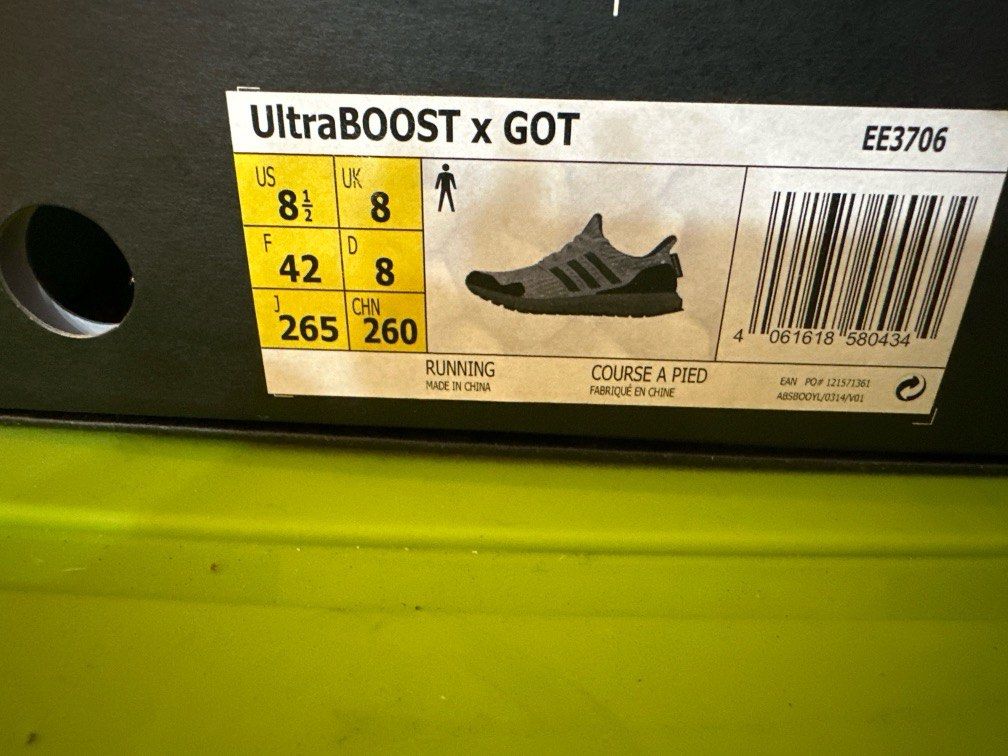 UltraBOOST x GOT
EE3706
US 8½
UK 8
F 42
D 8
J 265
CHN 260
RUNNING
MADE IN CHINA
COURSE A PIED
FABRIQUÉ EN CHINE
4 061618 580434
EAN PO# 121571361
ABSBOOYL/0314/V01